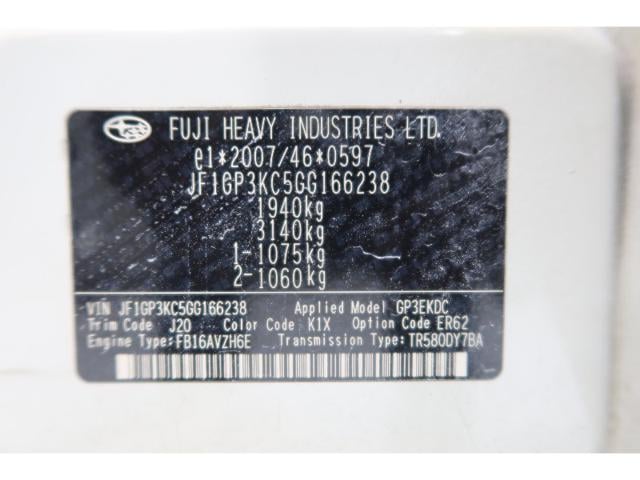 FUJI HEAVY INDUSTRIES LTD.
e1*2007/46*0597
JF1GP3KC5GG166238
1940kg
3140kg
1-1075kg
2-1060kg
VIN JF1GP3KC5GG166238 Applied Model GP3EKDC
Trim Code J20 Color Code: K1X Option Code ER62
Engine Type: FB16AVZH6E Transmission Type: TR580DY7BA